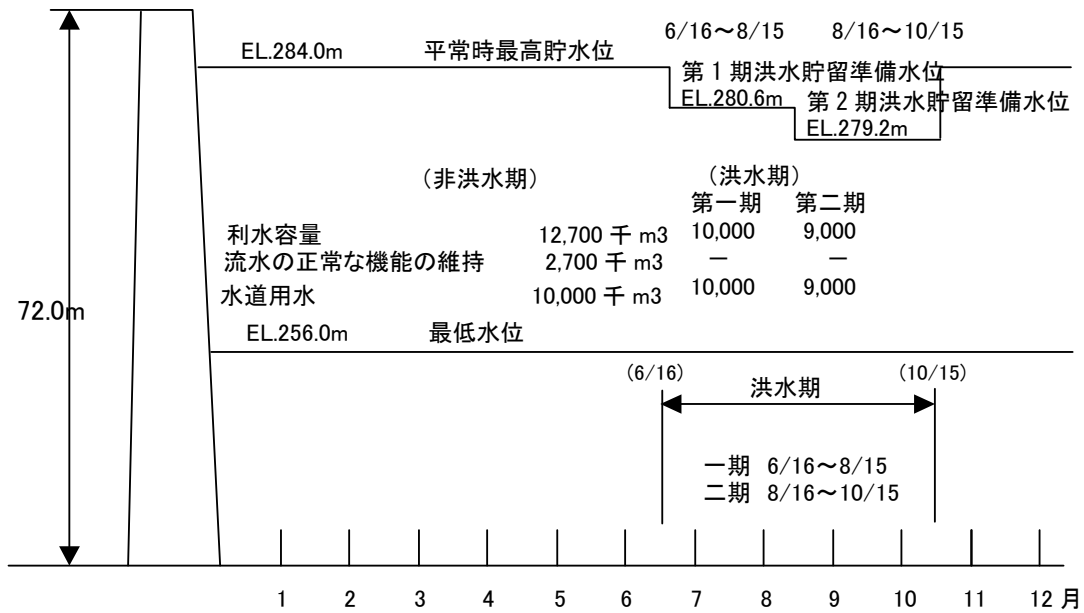 6/16～8/15 8/16～10/15
EL.284.0m 平常時最高貯水位
第1期洪水貯留準備水位
EL.280.6m 第2期洪水貯留準備水位
EL.279.2m
（非洪水期） （洪水期）
第一期 第二期
利水容量 12,700 千 m3 10,000 9,000
流水の正常な機能の維持 2,700 千 m3 － －
水道用水 10,000 千 m3 10,000 9,000
72.0m
EL.256.0m 最低水位
(6/16) (10/15)
洪水期
一期 6/16～8/15
二期 8/16～10/15
1 2 3 4 5 6 7 8 9 10 11 12 月